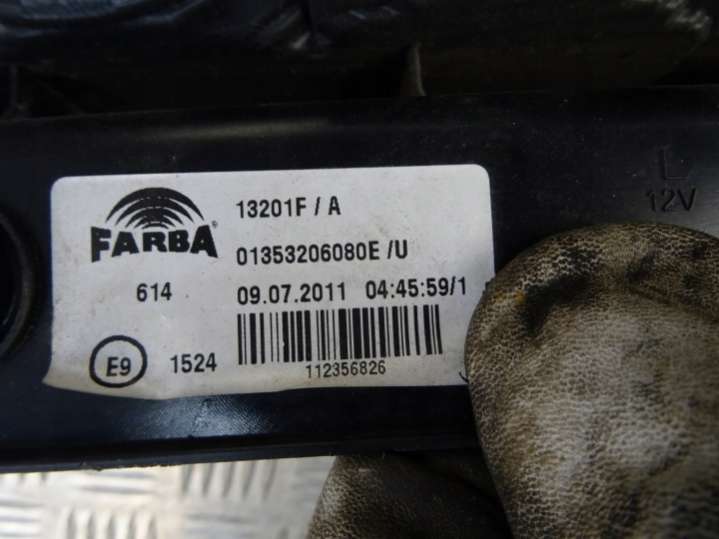 FARBA®
13201F / A
01353206080E /U
614
09.07.2011 04:45:59/1
E9
1524
112356826
L
12V